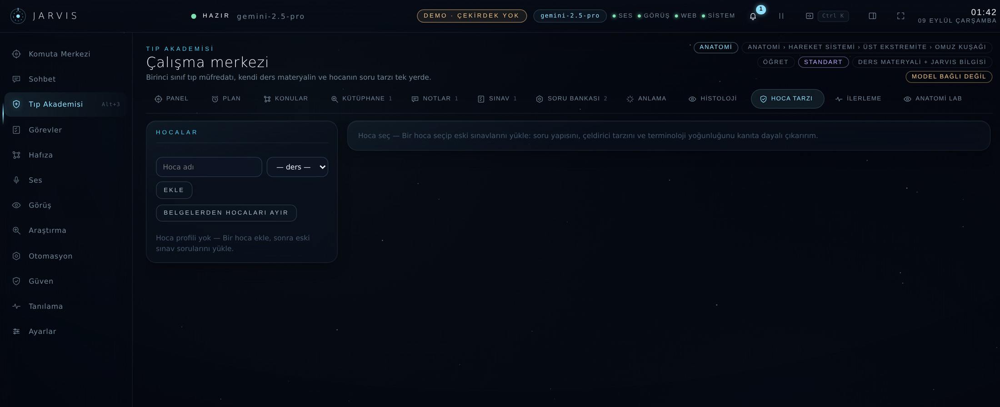 JARVIS
HAZIR gemini-2.5-pro
DEMO · ÇEKİRDEK YOK
gemini-2.5-pro
SES GÖRÜŞ WEB SİSTEM
1
Ctrl K
01:42
09 EYLÜL ÇARŞAMBA
Komuta Merkezi
Sohbet
Tıp Akademisi Alt+3
Görevler
Hafıza
Ses
Görüş
Araştırma
Otomasyon
Güven
Tanılama
Ayarlar
TIP AKADEMİSİ
Çalışma merkezi
Birinci sınıf tıp müfredatı, kendi ders materyalin ve hocanın soru tarzı tek yerde.
ANATOMİ ANATOMİ › HAREKET SİSTEMİ › ÜST EKSTREMİTE › OMUZ KUŞAĞI
ÖĞRET STANDART DERS MATERYALİ + JARVIS BİLGİSİ
MODEL BAĞLI DEĞİL
PANEL PLAN KONULAR KÜTÜPHANE 1 NOTLAR 1 SINAV 1 SORU BANKASI 2 ANLAMA HİSTOLOJİ HOCA TARZI İLERLEME ANATOMİ LAB
HOCALAR
Hoca adı — ders —
EKLE
BELGELERDEN HOCALARI AYIR
Hoca profili yok — Bir hoca ekle, sonra eski
sınav sorularını yükle.
Hoca seç — Bir hoca seçip eski sınavlarını yükle: soru yapısını, çeldirici tarzını ve terminoloji yoğunluğunu kanıta dayalı çıkarırım.